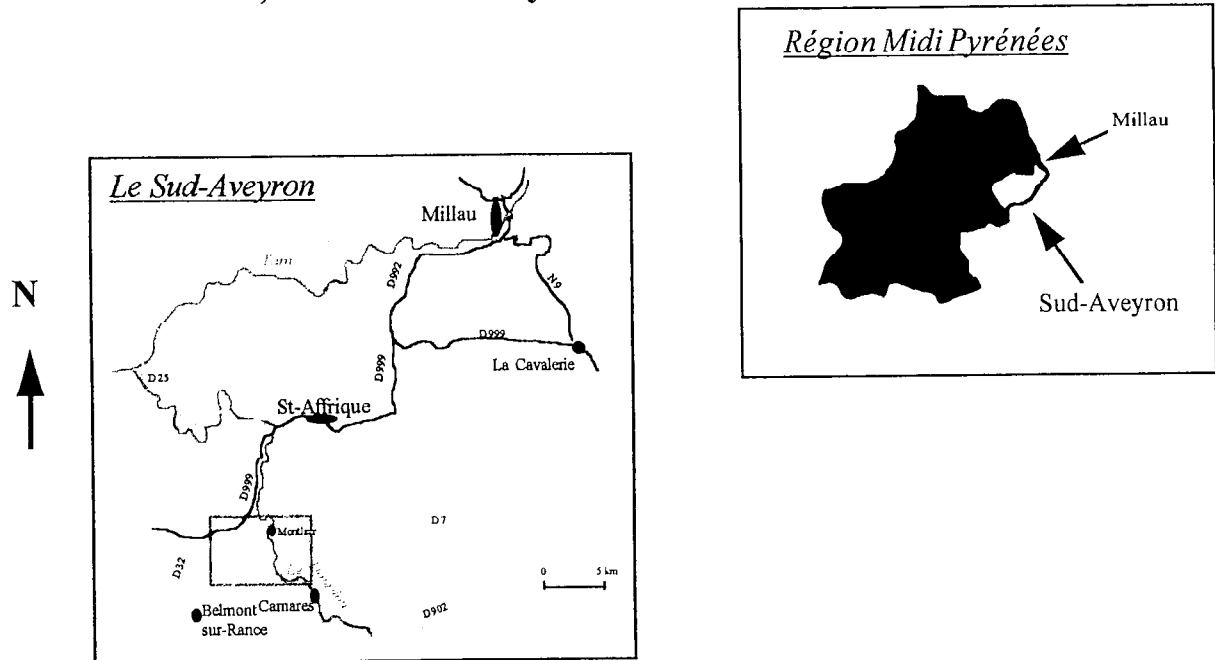 Région Midi Pyrénées
Millau
Sud-Aveyron
Le Sud-Aveyron
Millau
Tarn
D992
N9
D999
La Cavalerie
D999
D25
St-Affrique
N
D999
D7
D32
0 5 km
Camares
Belmont
sur-Rance
D902